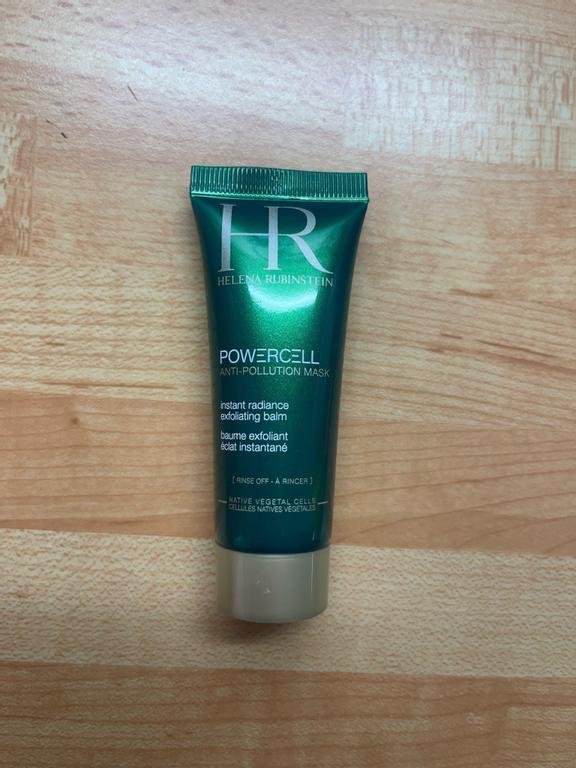 HR
HELENA RUBINSTEIN
POWERCELL
ANTI-POLLUTION MASK
instant radiance
exfoliating balm
baume exfoliant
éclat instantané
[ RINSE OFF - À RINCER ]
NATIVE VEGETAL CELLS
CELLULES NATIVES VÉGÉTALES